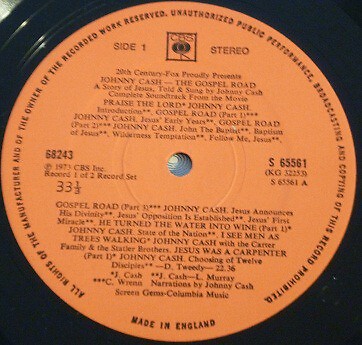 ALL RIGHTS OF THE MANUFACTURER AND OF THE OWNER OF THE RECORDED WORK RESERVED. UNAUTHORIZED PUBLIC PERFORMANCE, BROADCASTING AND COPYING OF THIS RECORD PROHIBITED.
CBS
SIDE 1
STEREO
20th Century-Fox Proudly Presents
JOHNNY CASH — THE GOSPEL ROAD
A Story of Jesus, Told & Sung by Johnny Cash
Complete Soundtrack From the Movie
PRAISE THE LORD* JOHNNY CASH.
Introduction**. GOSPEL ROAD (Part 1)***
JOHNNY CASH. Jesus' Early Years**. GOSPEL ROAD
(Part 2)*** JOHNNY CASH. John The Baptist, Baptism
of Jesus**, Wilderness Temptation**, Follow Me, Jesus**.
68243
S 65561
℗ 1973 CBS Inc.
(KG 32253)
Record 1 of 2 Record Set
S 65561 A
33⅓
GOSPEL ROAD (Part 3)*** JOHNNY CASH. Jesus Announces
His Divinity**. Jesus' Opposition Is Established**. Jesus' First
Miracle** HE TURNED THE WATER INTO WINE (Part 1)*
JOHNNY CASH. State of the Nation**. I SEE MEN AS
TREES WALKING* JOHNNY CASH with the Carter
Family & the Statler Brothers. JESUS WAS A CARPENTER
(Part 1)* JOHNNY CASH. Choosing of Twelve
Disciples** —D. Tweedy— 22.36
*J. Cash **J. Cash—L. Murray
***C. Wrenn Narrations by Johnny Cash
Screen Gems-Columbia Music
MADE IN ENGLAND